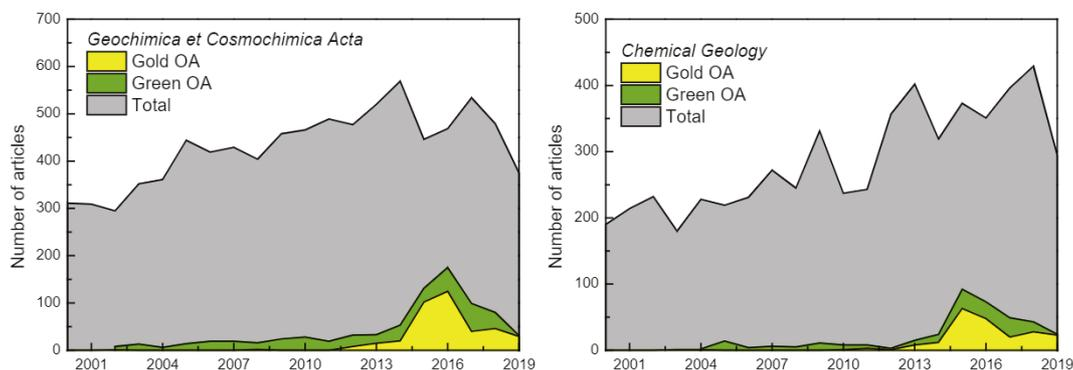 700
600
500
400
300
200
100
0
Number of articles
Geochimica et Cosmochimica Acta
Gold OA
Green OA
Total
2001
2004
2007
2010
2013
2016
2019
500
400
300
200
100
0
Number of articles
Chemical Geology
Gold OA
Green OA
Total
2001
2004
2007
2010
2013
2016
2019